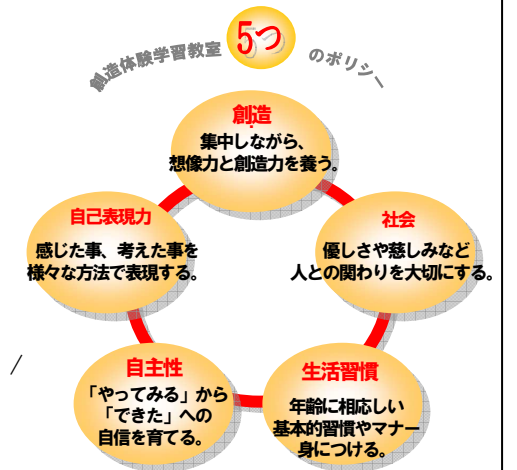 創造体験学習教室 5つ のポリシー
創造
集中しながら、
想像力と創造力を養う。
自己表現力
感じた事、考えた事を
様々な方法で表現する。
社会
優しさや慈しみなど
人との関わりを大切にする。
自主性
「やってみる」から
「できた」への
自信を育てる。
生活習慣
年齢に相応しい
基本的習慣やマナー
身につける。
/